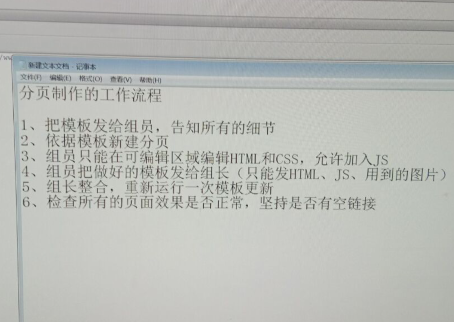 新建文本文档 - 记事本
文件(F) 编辑(E) 格式(O) 查看(V) 帮助(H)
分页制作的工作流程
1、把模板发给组员，告知所有的细节
2、依据模板新建分页
3、组员只能在可编辑区域编辑HTML和CSS，允许加入JS
4、组员把做好的模板发给组长（只能发HTML、JS、用到的图片）
5、组长整合，重新运行一次模板更新
6、检查所有的页面效果是否正常，坚持是否有空链接